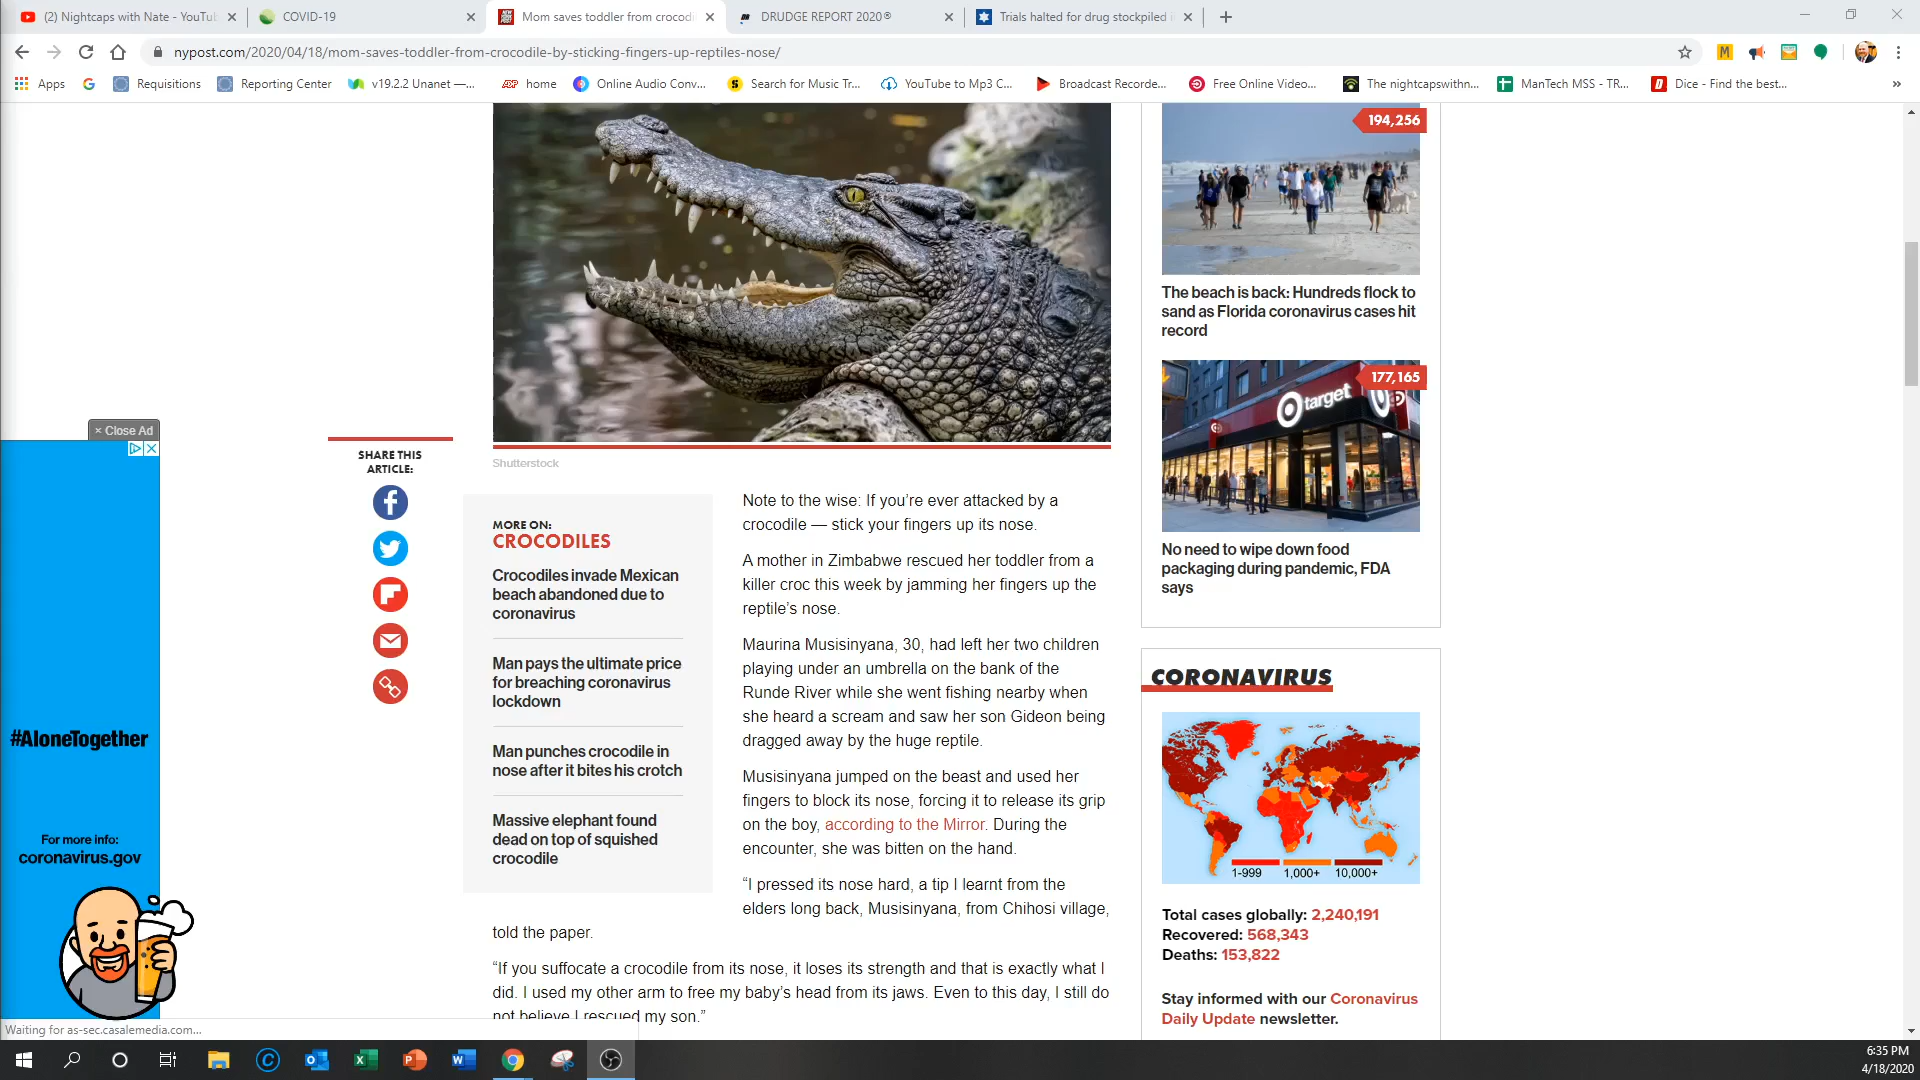 (2) Nightcaps with Nate - YouTu
COVID-19
Mom saves toddler from crocodi
DRUDGE REPORT 2020®
Trials halted for drug stockpiled i
nypost.com/2020/04/18/mom-saves-toddler-from-crocodile-by-sticking-fingers-up-reptiles-nose/
Apps
Requisitions
Reporting Center
v19.2.2 Unanet —...
home
Online Audio Conv...
Search for Music Tr...
YouTube to Mp3 C...
Broadcast Recorde...
Free Online Video...
The nightcapswithn...
ManTech MSS - TR...
Dice - Find the best...
»
× Close Ad
#AloneTogether
For more info:
coronavirus.gov
SHARE THIS
ARTICLE:
Shutterstock
MORE ON:
CROCODILES
Crocodiles invade Mexican
beach abandoned due to
coronavirus
Man pays the ultimate price
for breaching coronavirus
lockdown
Man punches crocodile in
nose after it bites his crotch
Massive elephant found
dead on top of squished
crocodile
Note to the wise: If you’re ever attacked by a
crocodile — stick your fingers up its nose.
A mother in Zimbabwe rescued her toddler from a
killer croc this week by jamming her fingers up the
reptile’s nose.
Maurina Musisinyana, 30, had left her two children
playing under an umbrella on the bank of the
Runde River while she went fishing nearby when
she heard a scream and saw her son Gideon being
dragged away by the huge reptile.
Musisinyana jumped on the beast and used her
fingers to block its nose, forcing it to release its grip
on the boy, according to the Mirror. During the
encounter, she was bitten on the hand.
“I pressed its nose hard, a tip I learnt from the
elders long back, Musisinyana, from Chihosi village,
told the paper.
“If you suffocate a crocodile from its nose, it loses its strength and that is exactly what I
did. I used my other arm to free my baby’s head from its jaws. Even to this day, I still do
not believe I rescued my son.”
194,256
The beach is back: Hundreds flock to
sand as Florida coronavirus cases hit
record
177,165
target
No need to wipe down food
packaging during pandemic, FDA
says
CORONAVIRUS
1-999 1,000+ 10,000+
Total cases globally: 2,240,191
Recovered: 568,343
Deaths: 153,822
Stay informed with our Coronavirus
Daily Update newsletter.
Waiting for as-sec.casalemedia.com...
6:35 PM
4/18/2020